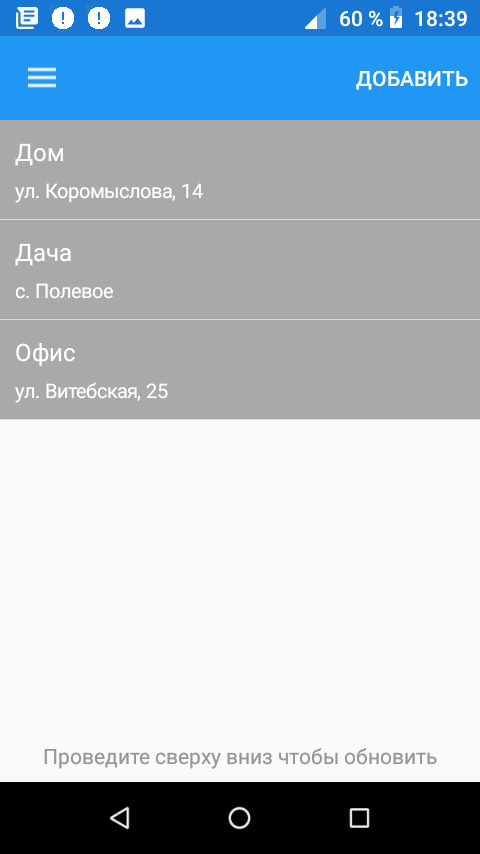 60 % 18:39
ДОБАВИТЬ
Дом
ул. Коромыслова, 14
Дача
с. Полевое
Офис
ул. Витебская, 25
Проведите сверху вниз чтобы обновить